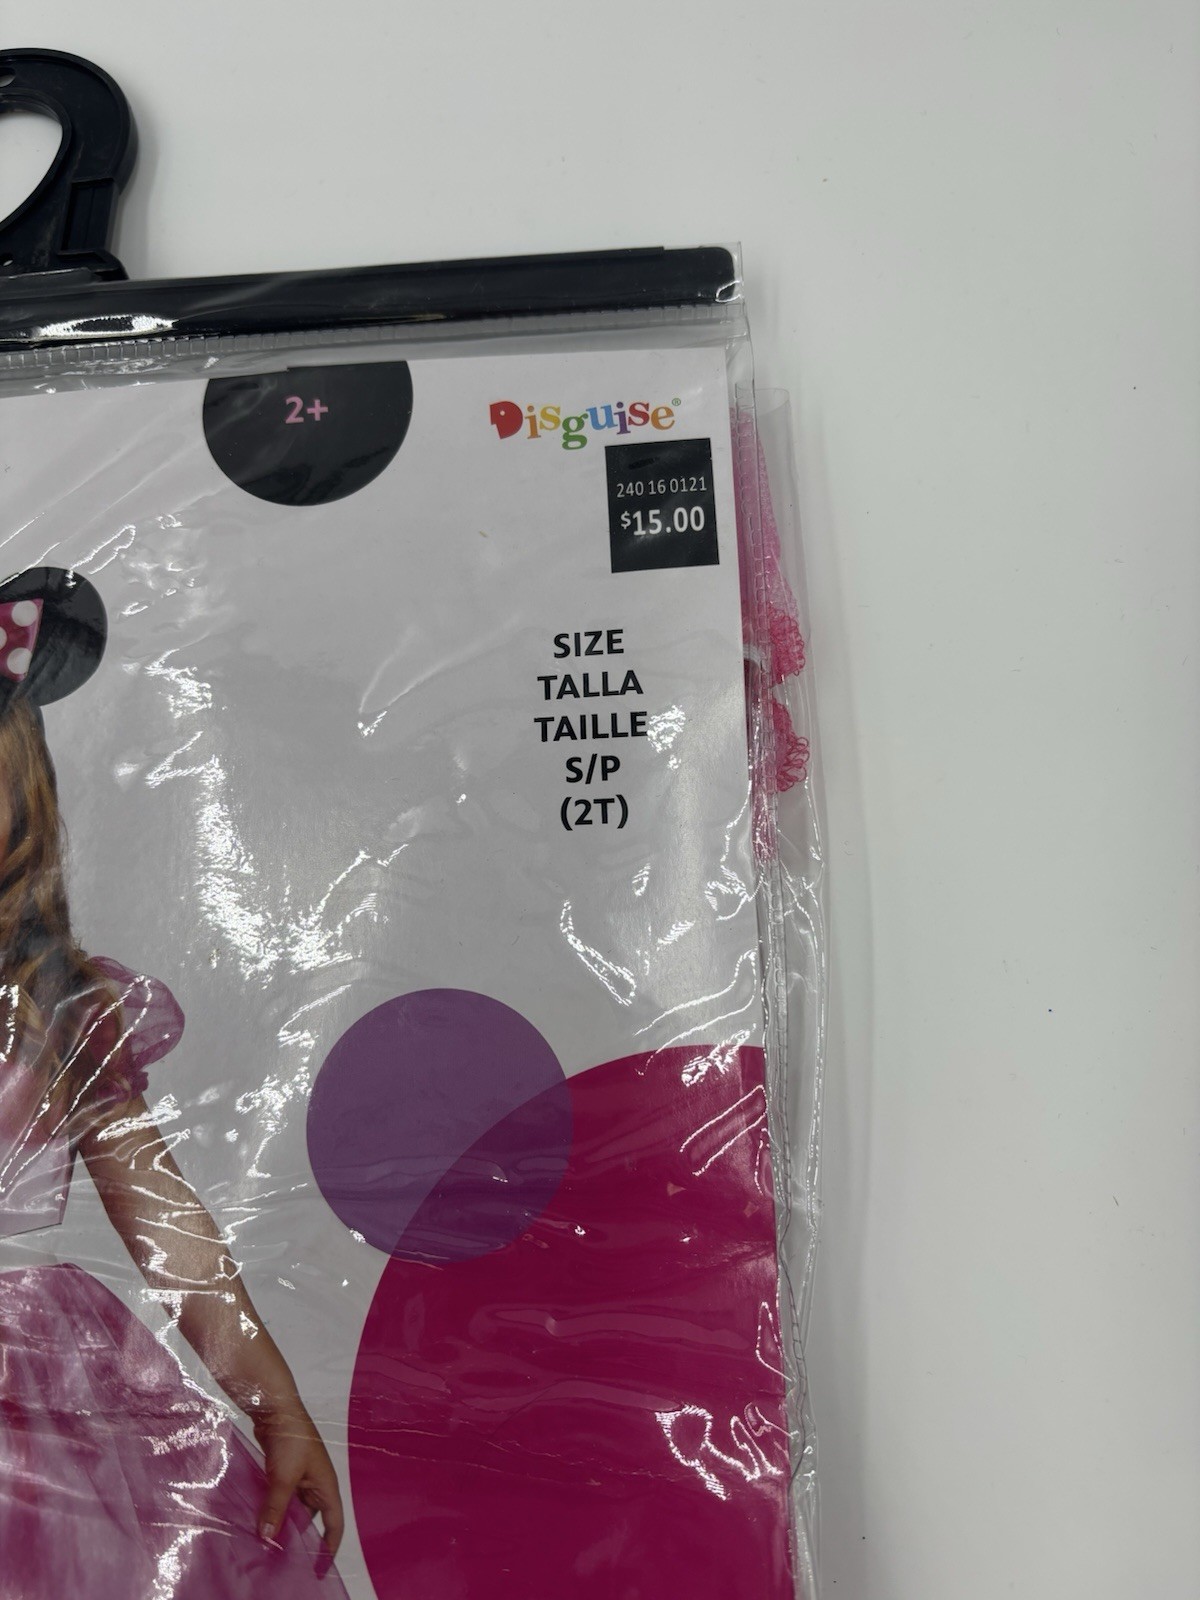 2+
Disguise®
240 16 0121
$15.00
SIZE
TALLA
TAILLE
S/P
(2T)